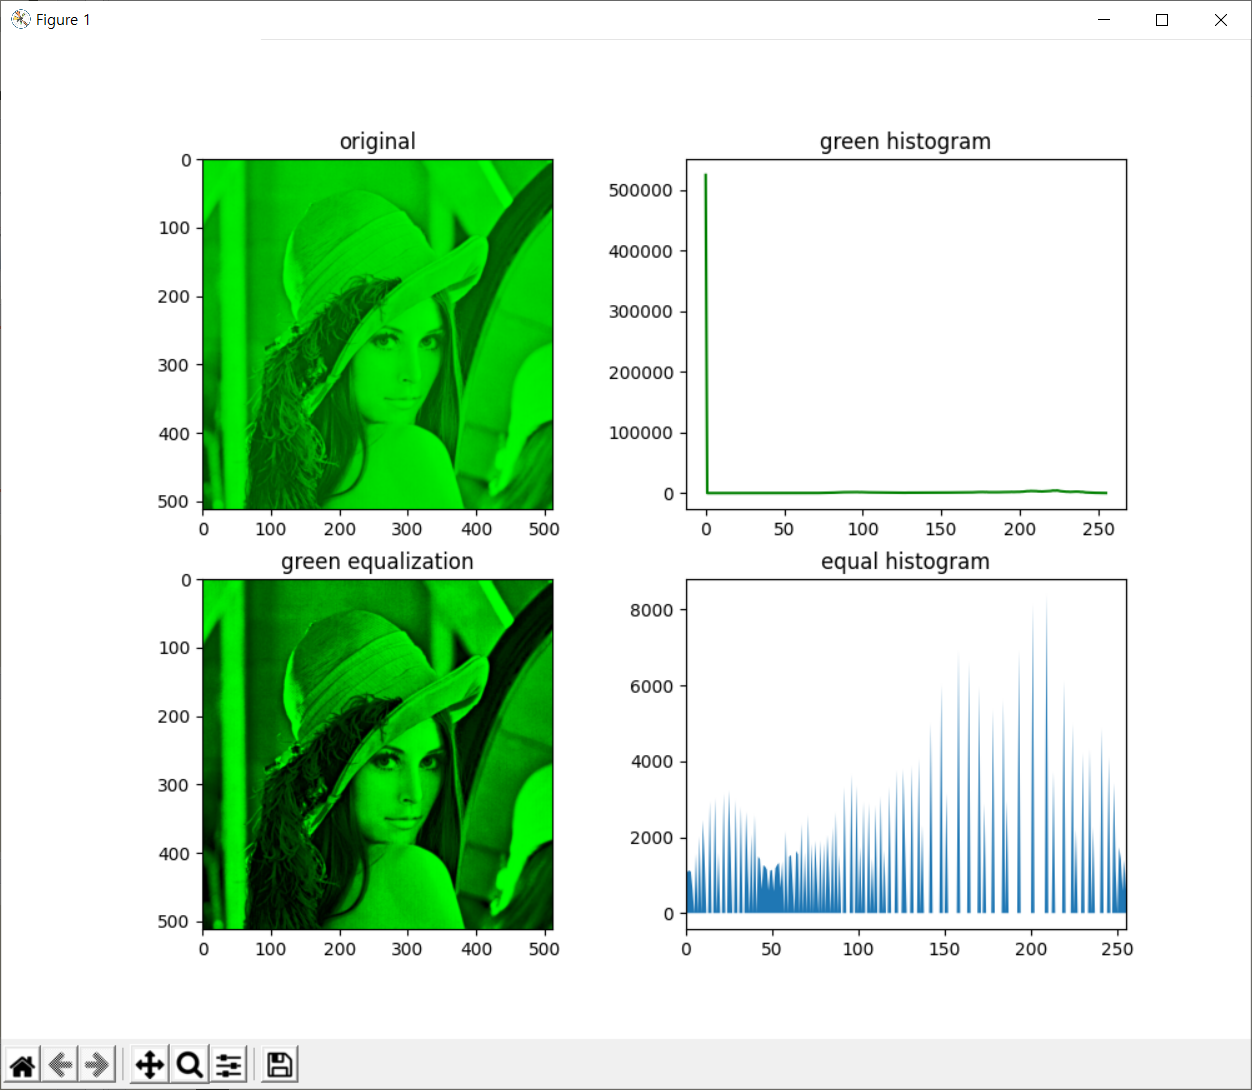 Figure 1
original
0
100
200
300
400
500
0 100 200 300 400 500
green histogram
500000
400000
300000
200000
100000
0
0 50 100 150 200 250
green equalization
0
100
200
300
400
500
0 100 200 300 400 500
equal histogram
8000
6000
4000
2000
0
0 50 100 150 200 250